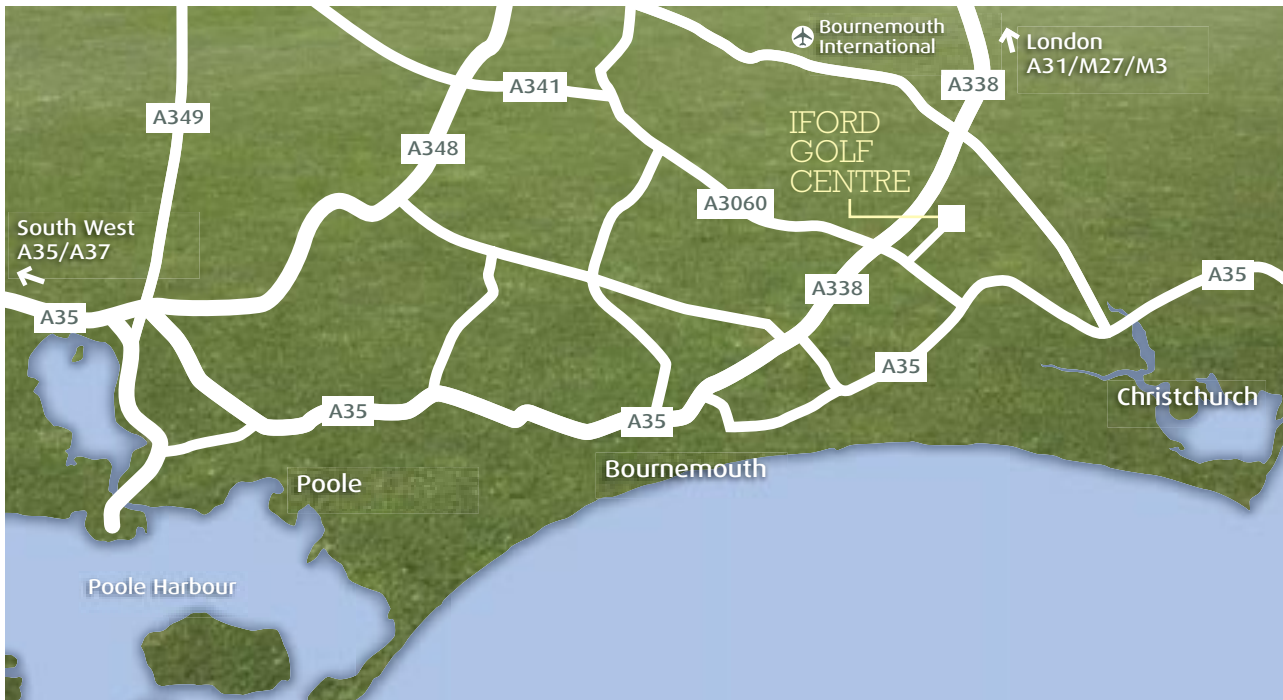 Bournemouth
International
London
A31/M27/M3
A341
A338
A349
IFORD
GOLF
CENTRE
A348
A3060
South West
A35/A37
A35
A338
A35
A35
A35
A35
Christchurch
Bournemouth
Poole
Poole Harbour